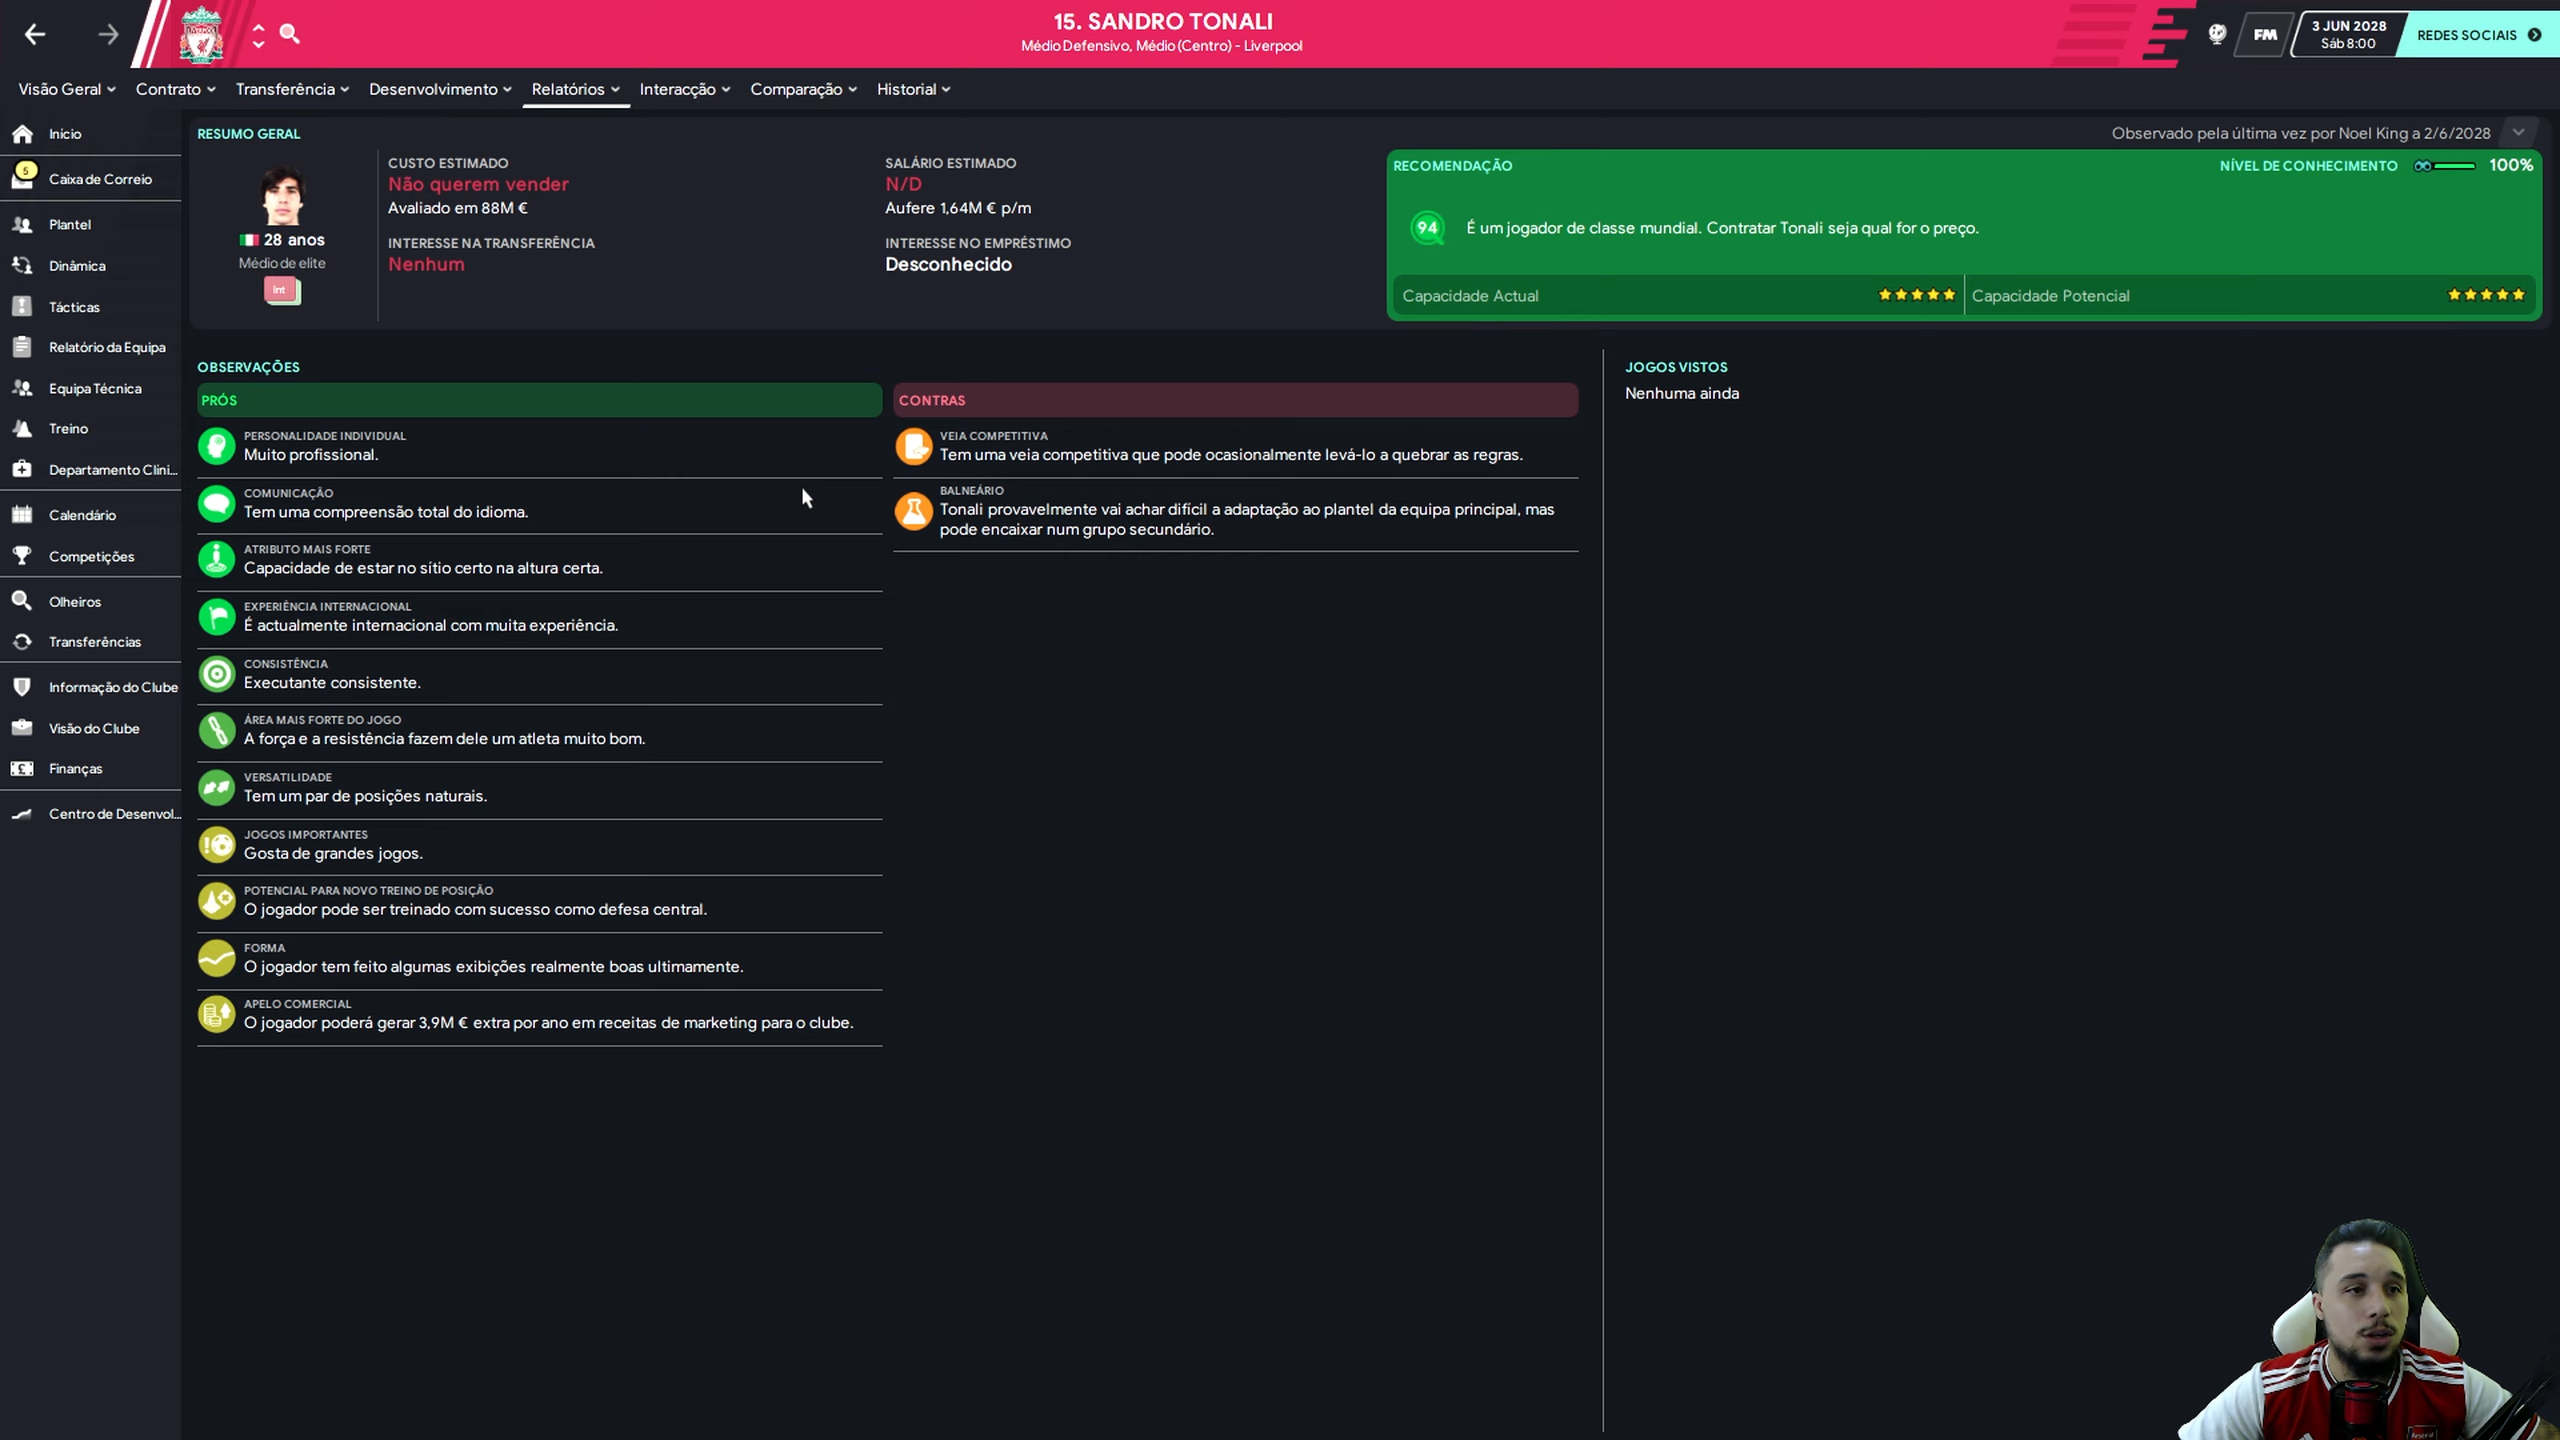 15. SANDRO TONALI
Médio Defensivo, Médio (Centro) - Liverpool
FM
3 JUN 2028
Sáb 8:00
REDES SOCIAIS
Visão Geral
Contrato
Transferência
Desenvolvimento
Relatórios
Interacção
Comparação
Historial
Início
5
Caixa de Correio
Plantel
Dinâmica
Tácticas
Relatório da Equipa
Equipa Técnica
Treino
Departamento Clíni...
Calendário
Competições
Olheiros
Transferências
Informação do Clube
Visão do Clube
Finanças
Centro de Desenvol...
RESUMO GERAL
Observado pela última vez por Noel King a 2/6/2028
28 anos
Médio de elite
Int
CUSTO ESTIMADO
Não querem vender
Avaliado em 88M €
INTERESSE NA TRANSFERÊNCIA
Nenhum
SALÁRIO ESTIMADO
N/D
Aufere 1,64M € p/m
INTERESSE NO EMPRÉSTIMO
Desconhecido
RECOMENDAÇÃO
NÍVEL DE CONHECIMENTO
100%
94
É um jogador de classe mundial. Contratar Tonali seja qual for o preço.
Capacidade Actual
Capacidade Potencial
OBSERVAÇÕES
PRÓS
PERSONALIDADE INDIVIDUAL
Muito profissional.
COMUNICAÇÃO
Tem uma compreensão total do idioma.
ATRIBUTO MAIS FORTE
Capacidade de estar no sítio certo na altura certa.
EXPERIÊNCIA INTERNACIONAL
É actualmente internacional com muita experiência.
CONSISTÊNCIA
Executante consistente.
ÁREA MAIS FORTE DO JOGO
A força e a resistência fazem dele um atleta muito bom.
VERSATILIDADE
Tem um par de posições naturais.
JOGOS IMPORTANTES
Gosta de grandes jogos.
POTENCIAL PARA NOVO TREINO DE POSIÇÃO
O jogador pode ser treinado com sucesso como defesa central.
FORMA
O jogador tem feito algumas exibições realmente boas ultimamente.
APELO COMERCIAL
O jogador poderá gerar 3,9M € extra por ano em receitas de marketing para o clube.
CONTRAS
VEIA COMPETITIVA
Tem uma veia competitiva que pode ocasionalmente levá-lo a quebrar as regras.
BALNEÁRIO
Tonali provavelmente vai achar difícil a adaptação ao plantel da equipa principal, mas
pode encaixar num grupo secundário.
JOGOS VISTOS
Nenhuma ainda